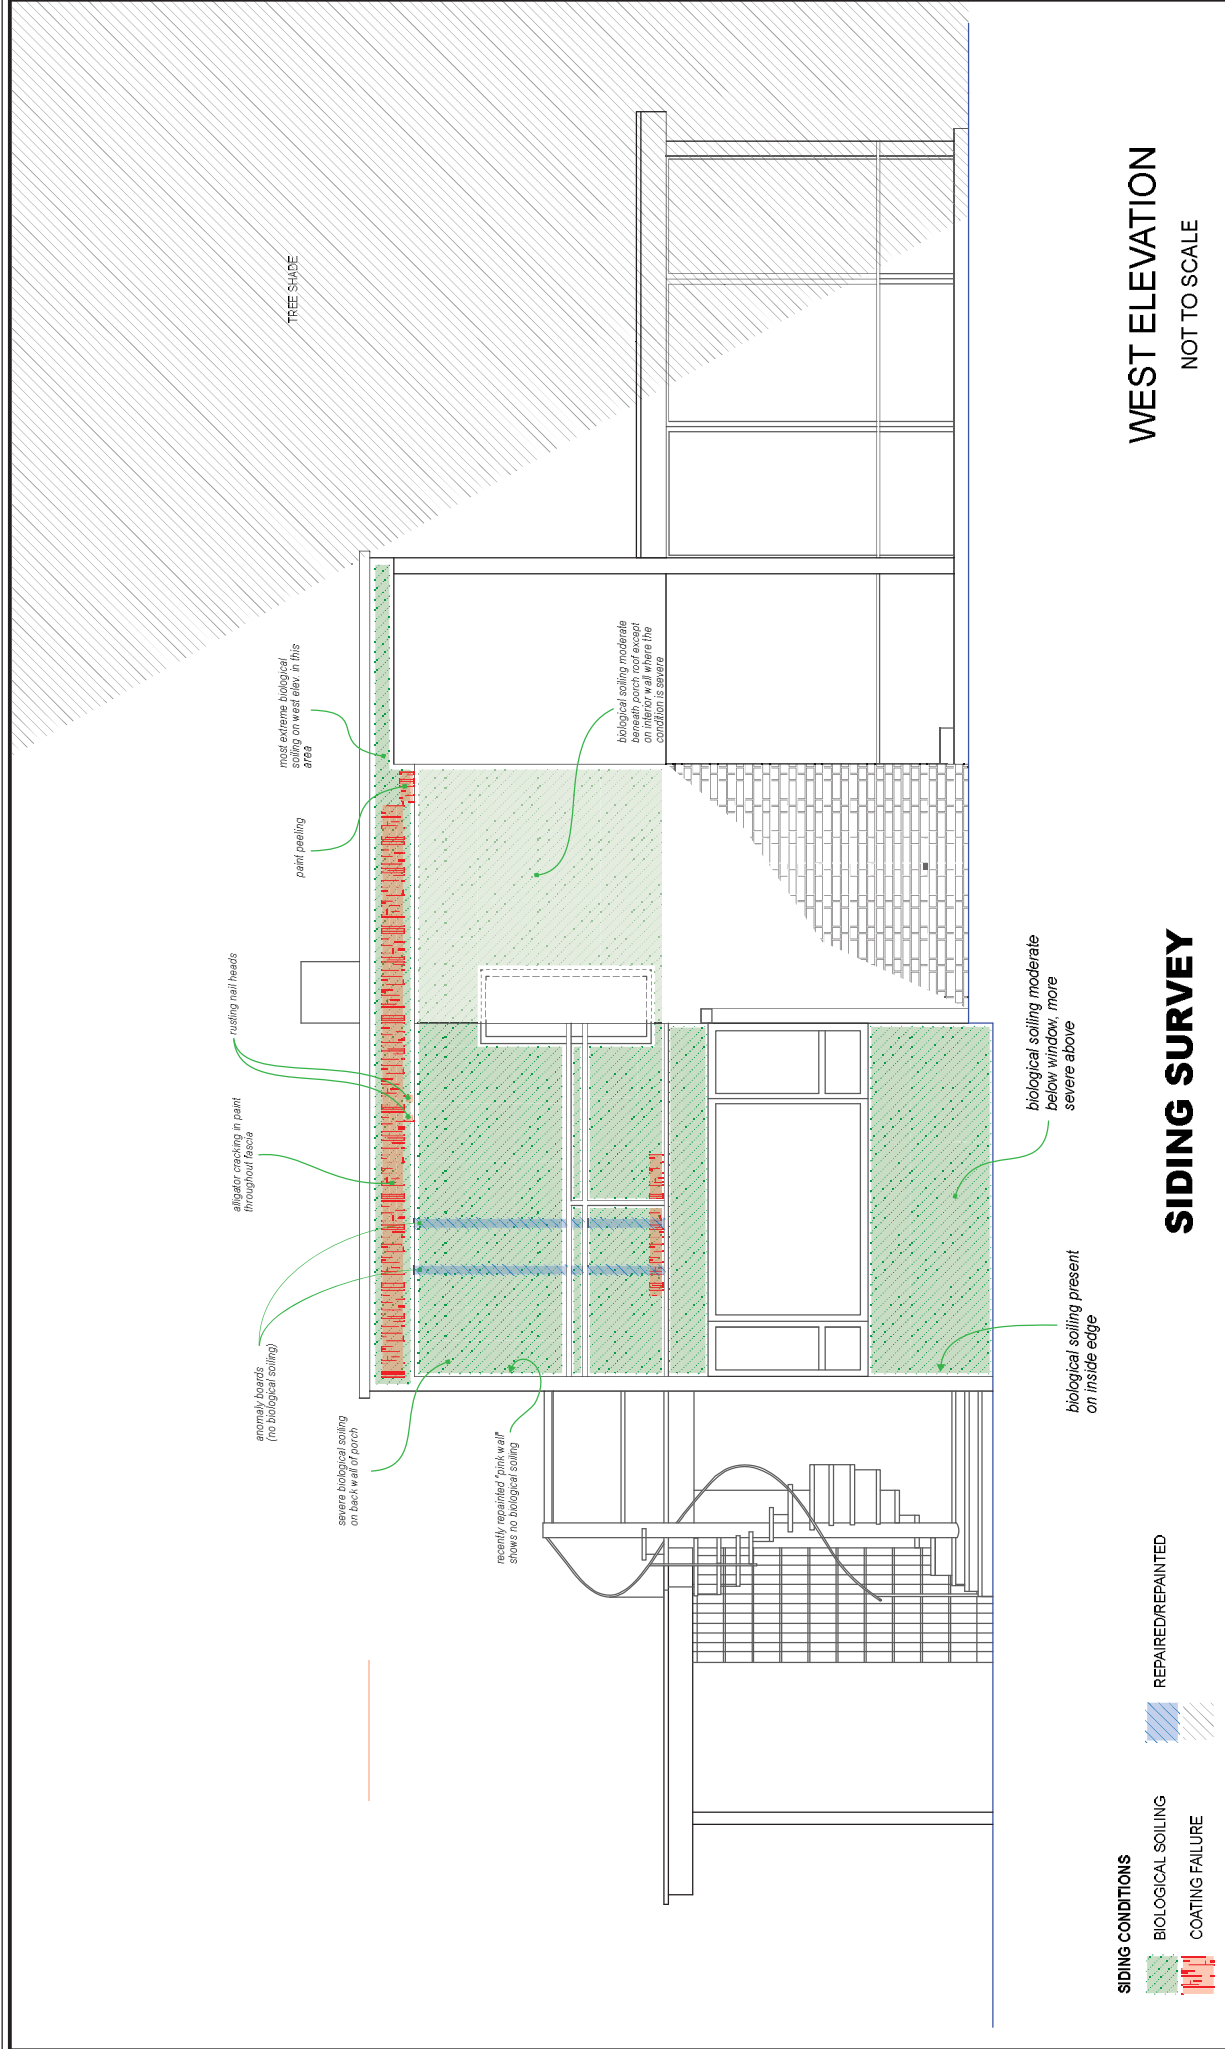 TREE SHADE
rusting nail heads
alligator cracking in paint
throughout fascia
anomaly boards
(no biological soiling)
paint peeling
most extreme biological
soiling on west elev. in this
area
severe biological soiling
on back wall of porch
recently repainted "pink wall"
shows no biological soiling
biological soiling moderate
beneath porch roof except
on interior wall where the
condition is severe
biological soiling present
on inside edge
biological soiling moderate
below window, more
severe above
SIDING CONDITIONS
BIOLOGICAL SOILING
COATING FAILURE
REPAIRED/REPAINTED
SIDING SURVEY
WEST ELEVATION
NOT TO SCALE